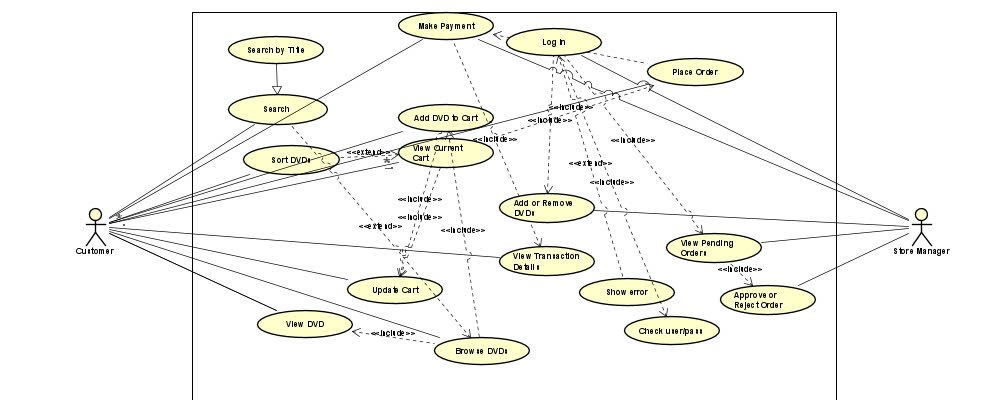 Make Payment
Log in
Search by Title
Place Order
Search
<<include>>
Add DVD to Cart
<<include>>
<<include>>
<<include>>
View Current
Cart
<<extend>>
Sort DVDs
<<extend>>
<<include>>
<<include>>
Add or Remove
DVDs
<<include>>
<<extend>>
<<include>>
Customer
View Pending
Orders
Store Manager
View Transaction
Details
<<include>>
Update Cart
Show error
Approve or
Reject Order
View DVD
<<include>>
Check user/pass
Browse DVDs